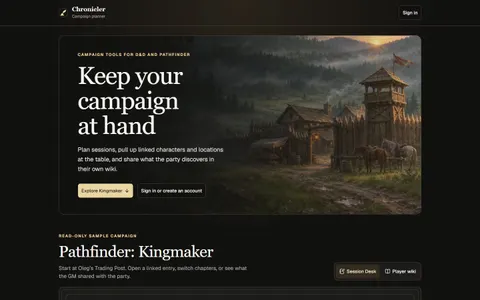 Chronicler
Campaign planner
Sign in
CAMPAIGN TOOLS FOR D&D AND PATHFINDER
Keep your
campaign
at hand
Plan sessions, pull up linked characters and locations
at the table, and share what the party discovers in
their own wiki.
Explore Kingmaker ↓
Sign in or create an account
READ-ONLY SAMPLE CAMPAIGN
Pathfinder: Kingmaker
Start at Oleg's Trading Post. Open a linked entry, switch chapters, or see what
the GM shared with the party.
Session Desk
Player wiki